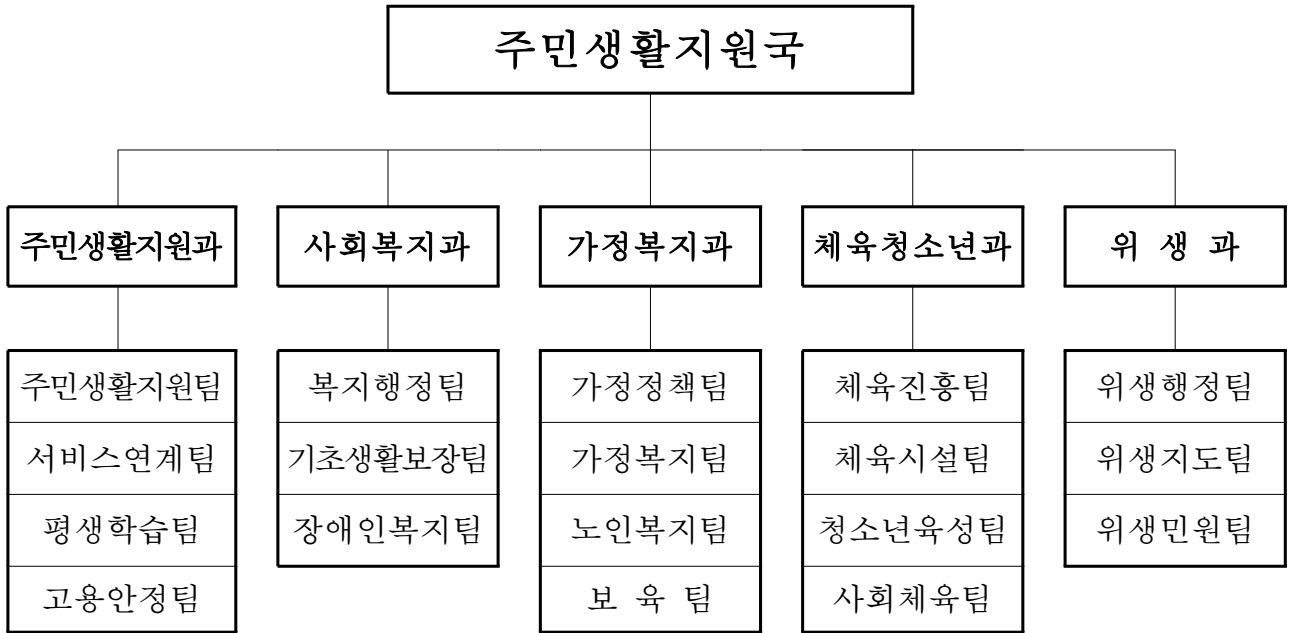 주민생활지원국
주민생활지원과
사회복지과
가정복지과
체육청소년과
위 생 과
주민생활지원팀
서비스연계팀
평생학습팀
고용안정팀
복지행정팀
기초생활보장팀
장애인복지팀
가정정책팀
가정복지팀
노인복지팀
보 육 팀
체육진흥팀
체육시설팀
청소년육성팀
사회체육팀
위생행정팀
위생지도팀
위생민원팀